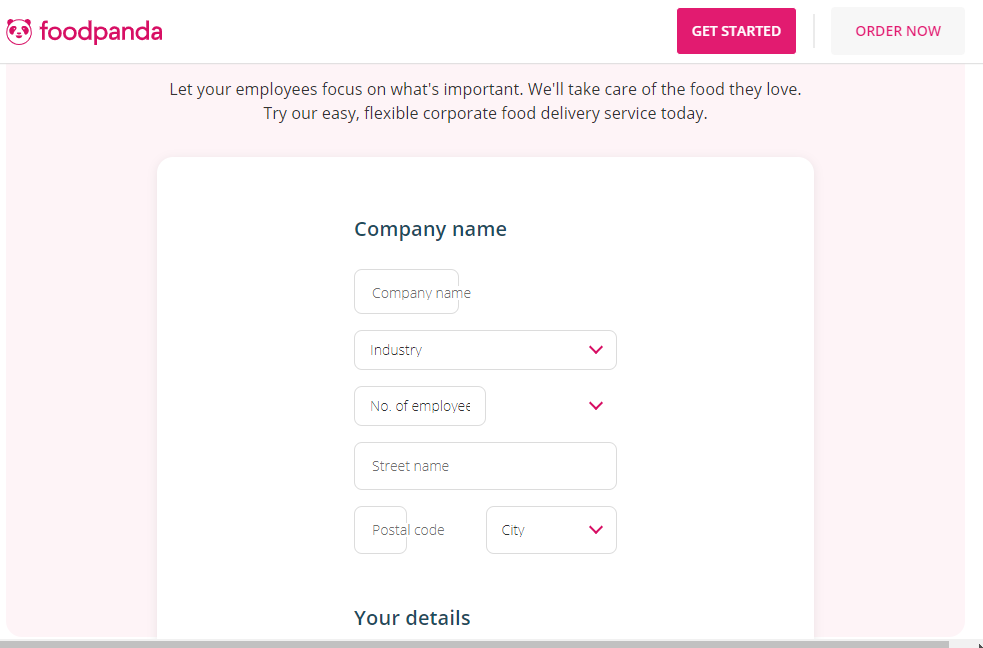 foodpanda
GET STARTED
ORDER NOW
Let your employees focus on what's important. We'll take care of the food they love.
Try our easy, flexible corporate food delivery service today.
Company name
Company name
Industry
No. of employee
Street name
Postal code
City
Your details